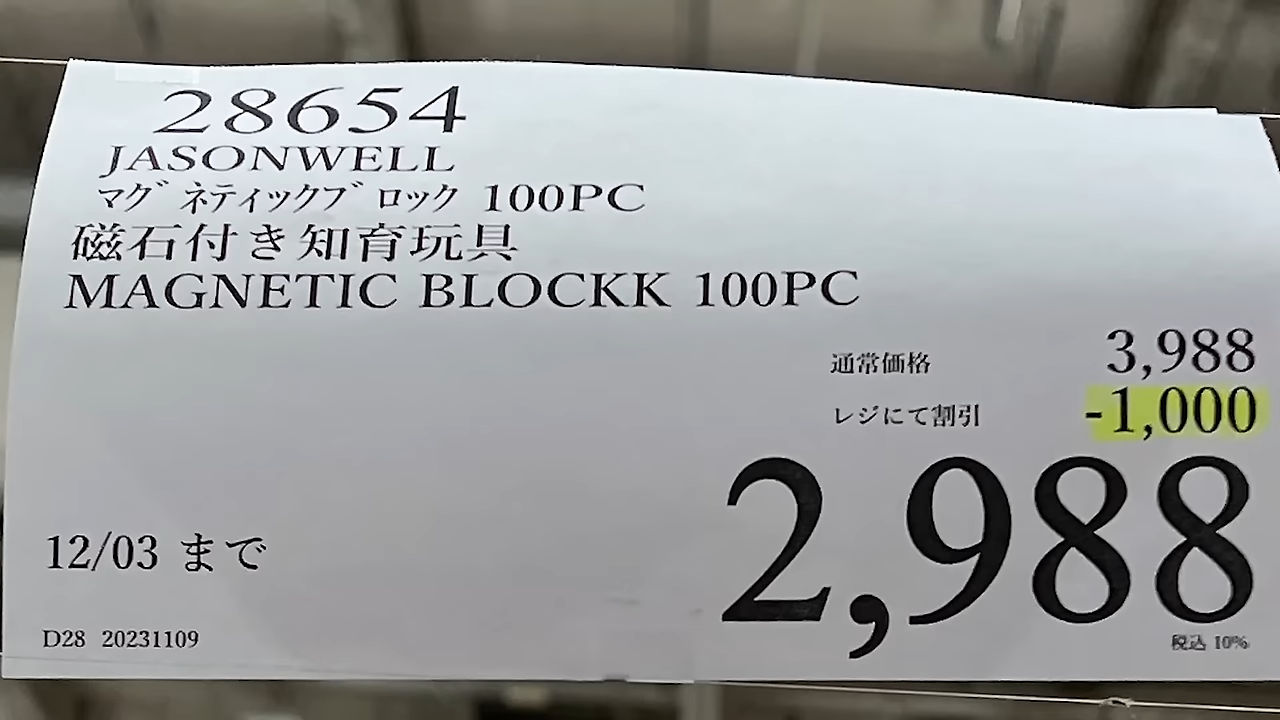 28654
JASONWELL
マグネティックブロック 100PC
磁石付き知育玩具
MAGNETIC BLOCKK 100PC
通常価格 3,988
レジにて割引 -1,000
2,988
12/03 まで
税込 10%
D28 20231109